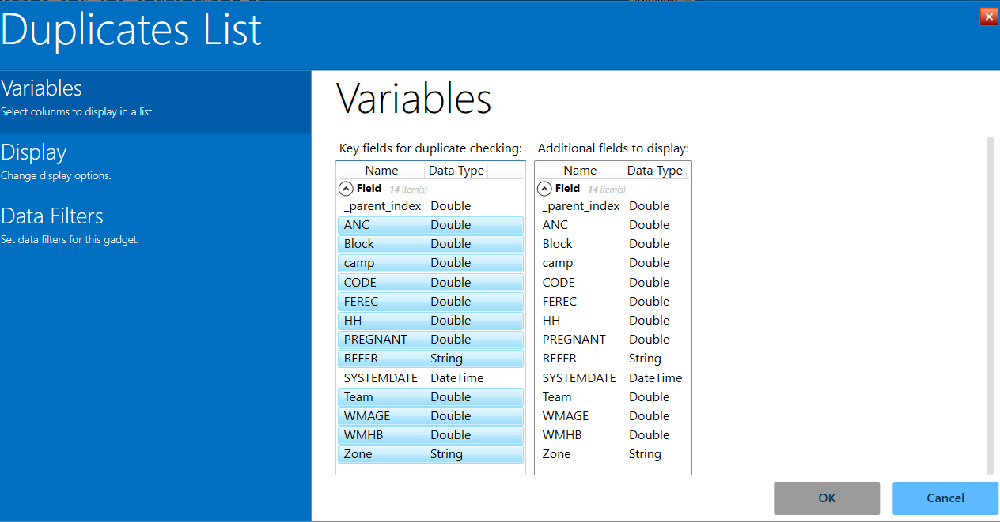 Duplicates List
Variables
Select colunms to display in a list.
Display
Change display options.
Data Filters
Set data filters for this gadget.
Variables
Key fields for duplicate checking:
Name Data Type
Field 14 item(s)
_parent_index Double
ANC Double
Block Double
camp Double
CODE Double
FEREC Double
HH Double
PREGNANT Double
REFER String
SYSTEMDATE DateTime
Team Double
WMAGE Double
WMHB Double
Zone String
Additional fields to display:
Name Data Type
Field 14 item(s)
_parent_index Double
ANC Double
Block Double
camp Double
CODE Double
FEREC Double
HH Double
PREGNANT Double
REFER String
SYSTEMDATE DateTime
Team Double
WMAGE Double
WMHB Double
Zone String
OK Cancel